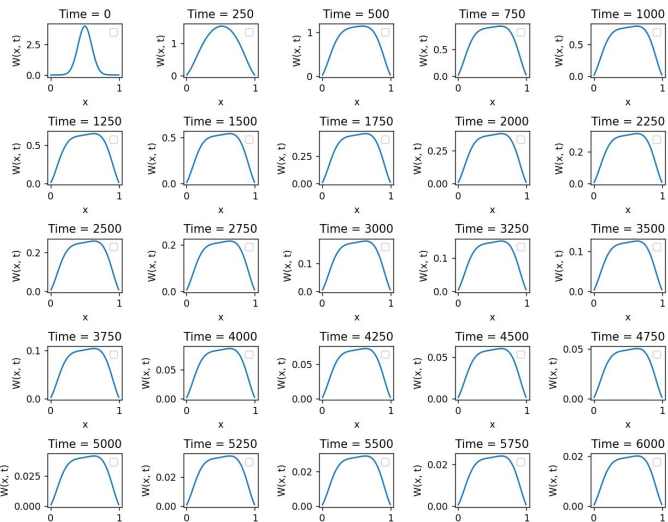 Time = 0 Time = 250 Time = 500 Time = 750 Time = 1000
W(x, t) 2.5 0.0 W(x, t) 1 0 W(x, t) 1 0 W(x, t) 0.5 0.0 W(x, t) 0.5 0.0
0 1 0 1 0 1 0 1 0 1
x x x x x
Time = 1250 Time = 1500 Time = 1750 Time = 2000 Time = 2250
W(x, t) 0.5 0.0 W(x, t) 0.5 0.0 W(x, t) 0.25 0.00 W(x, t) 0.25 0.00 W(x, t) 0.2 0.0
0 1 0 1 0 1 0 1 0 1
x x x x x
Time = 2500 Time = 2750 Time = 3000 Time = 3250 Time = 3500
W(x, t) 0.2 0.0 W(x, t) 0.2 0.0 W(x, t) 0.1 0.0 W(x, t) 0.1 0.0 W(x, t) 0.1 0.0
0 1 0 1 0 1 0 1 0 1
x x x x x
Time = 3750 Time = 4000 Time = 4250 Time = 4500 Time = 4750
W(x, t) 0.1 0.0 W(x, t) 0.05 0.00 W(x, t) 0.05 0.00 W(x, t) 0.05 0.00 W(x, t) 0.05 0.00
0 1 0 1 0 1 0 1 0 1
x x x x x
Time = 5000 Time = 5250 Time = 5500 Time = 5750 Time = 6000
W(x, t) 0.025 0.000 W(x, t) 0.02 0.00 W(x, t) 0.02 0.00 W(x, t) 0.02 0.00 W(x, t) 0.02 0.00
0 1 0 1 0 1 0 1 0 1